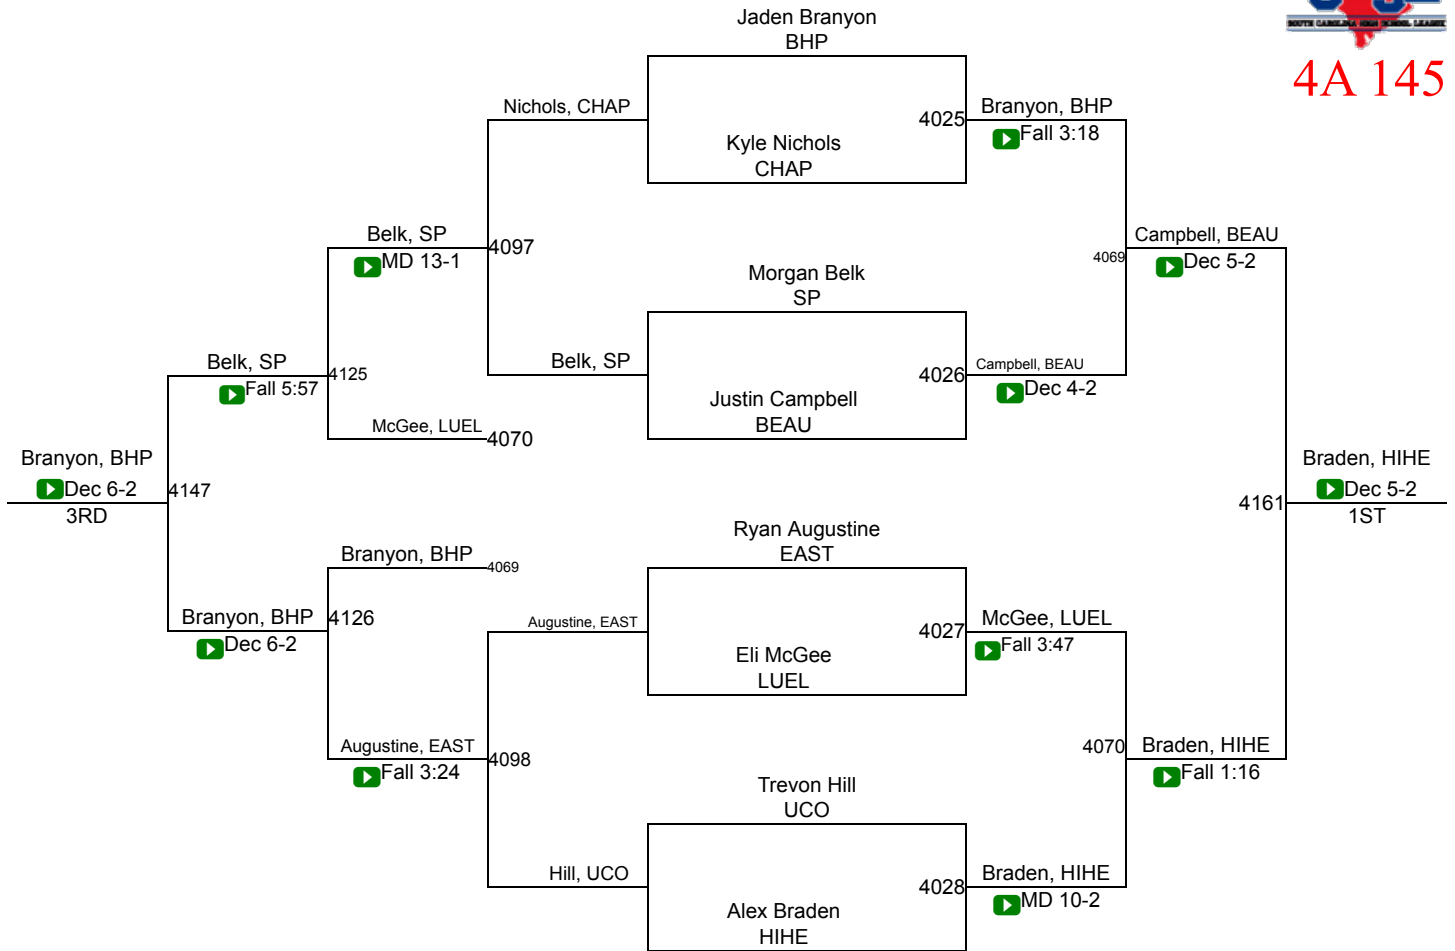 SOUTH CAROLINA HIGH SCHOOL LEAGUE
4A 145
Jaden Branyon
BHP
Nichols, CHAP
4025
Branyon, BHP
Fall 3:18
Kyle Nichols
CHAP
Belk, SP
MD 13-1
4097
4069
Campbell, BEAU
Dec 5-2
Morgan Belk
SP
Belk, SP
Fall 5:57
4125
Belk, SP
4026
Campbell, BEAU
Dec 4-2
Justin Campbell
BEAU
McGee, LUEL
4070
Branyon, BHP
Dec 6-2
3RD
4147
4161
Braden, HIHE
Dec 5-2
1ST
Ryan Augustine
EAST
Branyon, BHP
4069
Branyon, BHP
Dec 6-2
4126
Augustine, EAST
4027
McGee, LUEL
Fall 3:47
Eli McGee
LUEL
Augustine, EAST
Fall 3:24
4098
4070
Braden, HIHE
Fall 1:16
Trevon Hill
UCO
Hill, UCO
4028
Braden, HIHE
MD 10-2
Alex Braden
HIHE